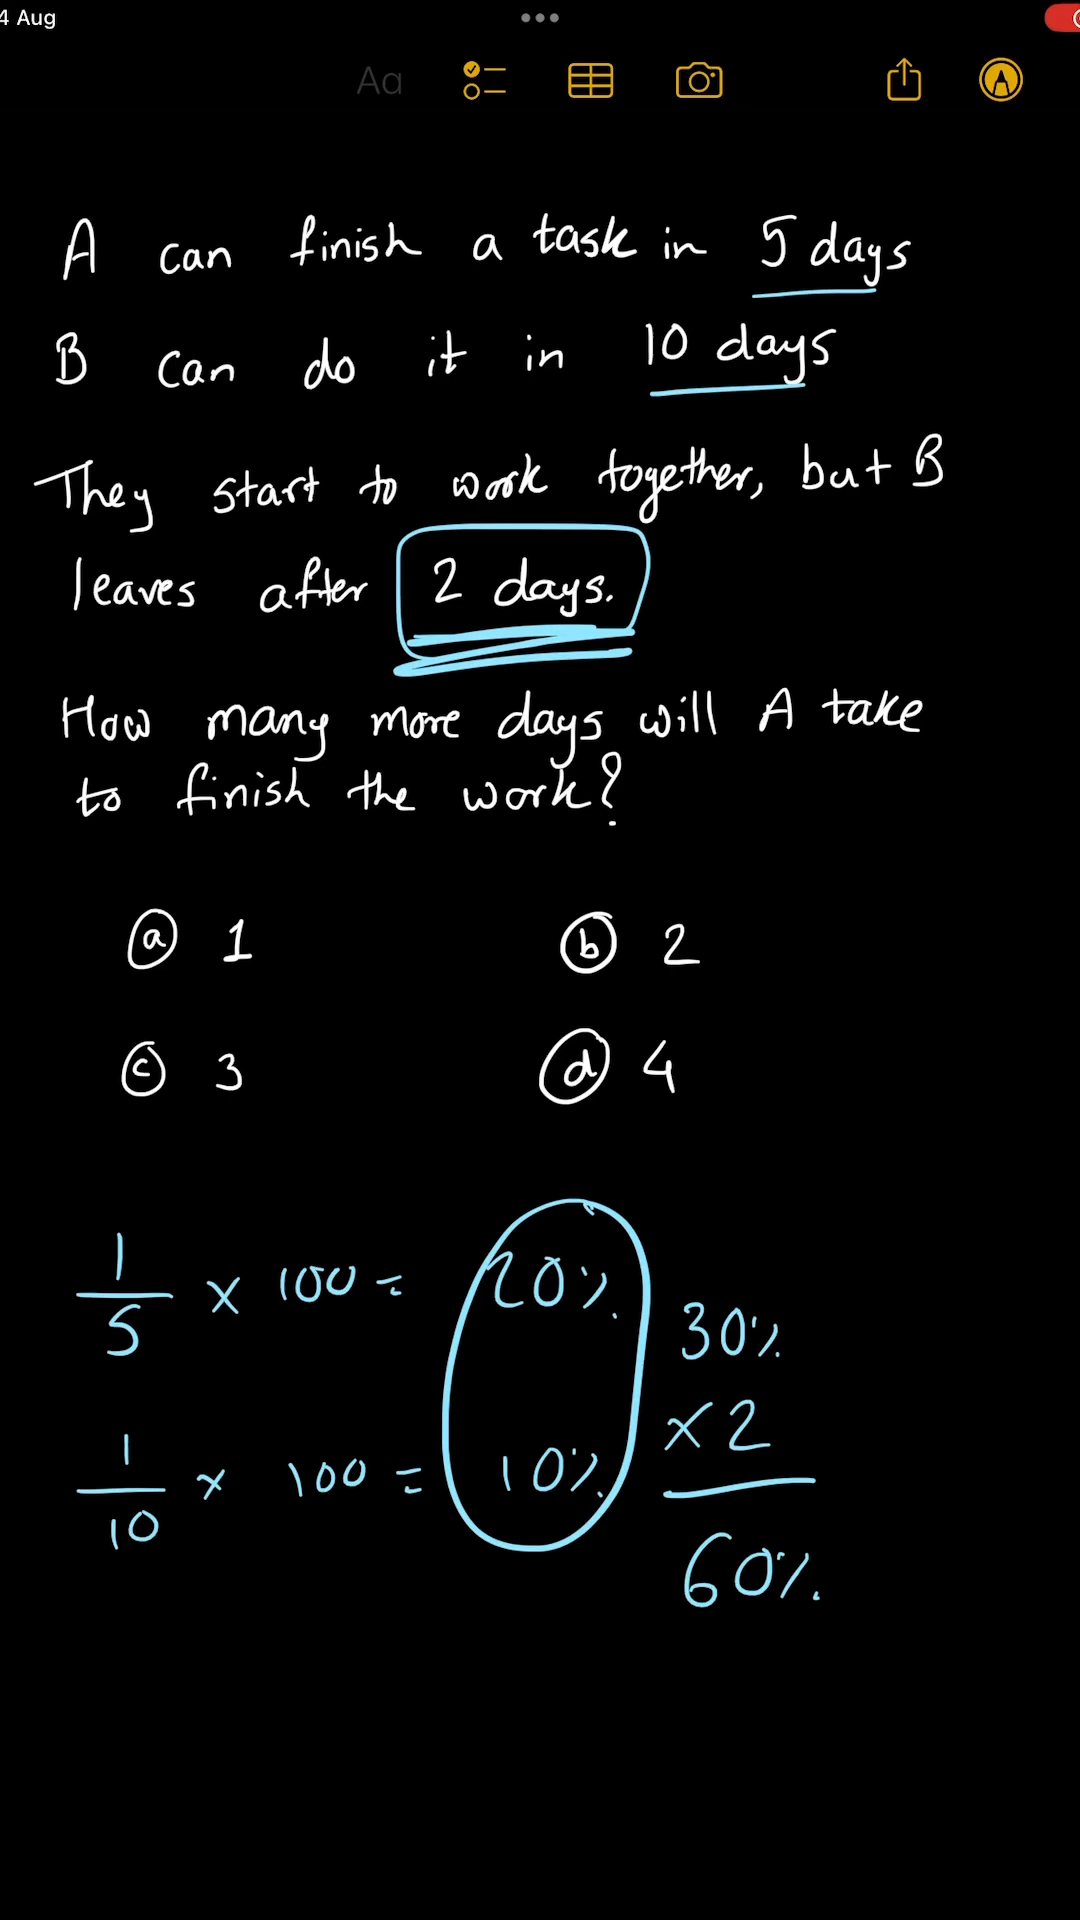 4 Aug
Aa
A can finish a task in 5 days
B can do it in 10 days
They start to work together, but B
leaves after 2 days.
How many more days will A take
to finish the work?
ⓐ 1 ⓑ 2
ⓒ 3 ⓓ 4
1/5 × 100 = 20%
30%
× 2
1/10 × 100 = 10%
60%